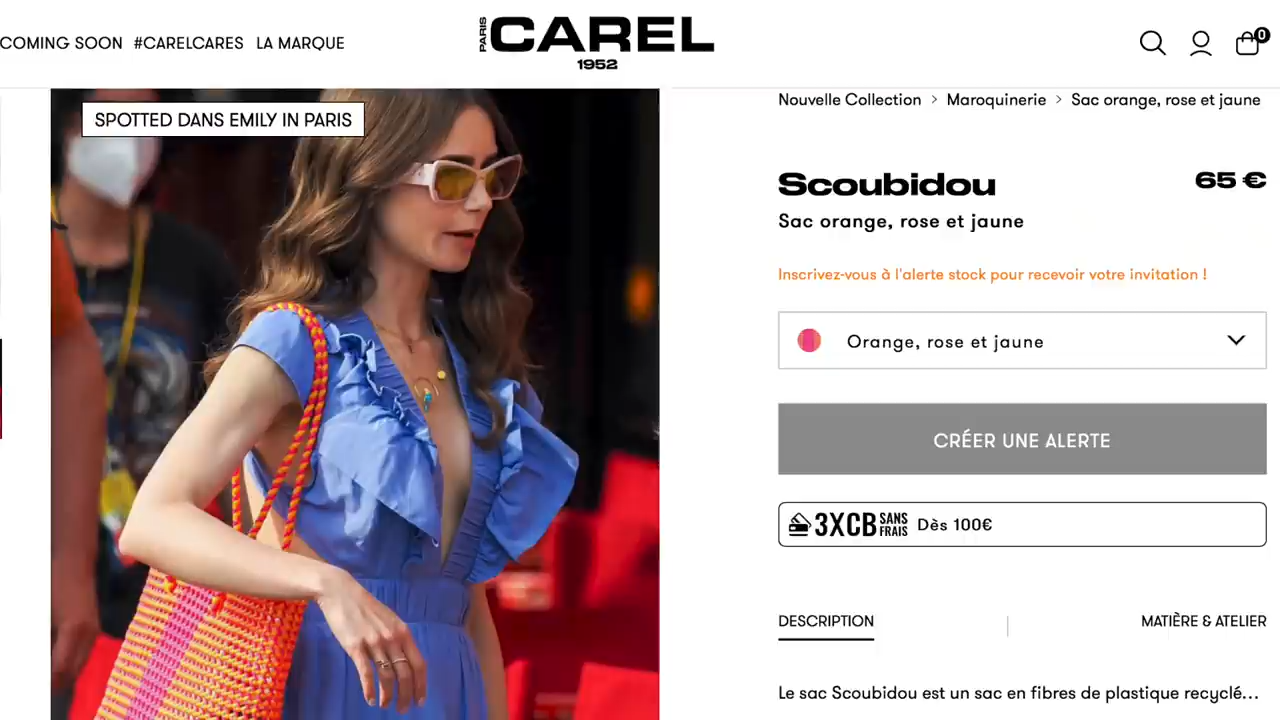 COMING SOON #CARELCARES LA MARQUE
PARIS CAREL
1952
0
SPOTTED DANS EMILY IN PARIS
Nouvelle Collection > Maroquinerie > Sac orange, rose et jaune
Scoubidou 65 €
Sac orange, rose et jaune
Inscrivez-vous à l'alerte stock pour recevoir votre invitation !
Orange, rose et jaune
CRÉER UNE ALERTE
3XCB SANS FRAIS Dès 100€
DESCRIPTION | MATIÈRE & ATELIER
Le sac Scoubidou est un sac en fibres de plastique recyclé…